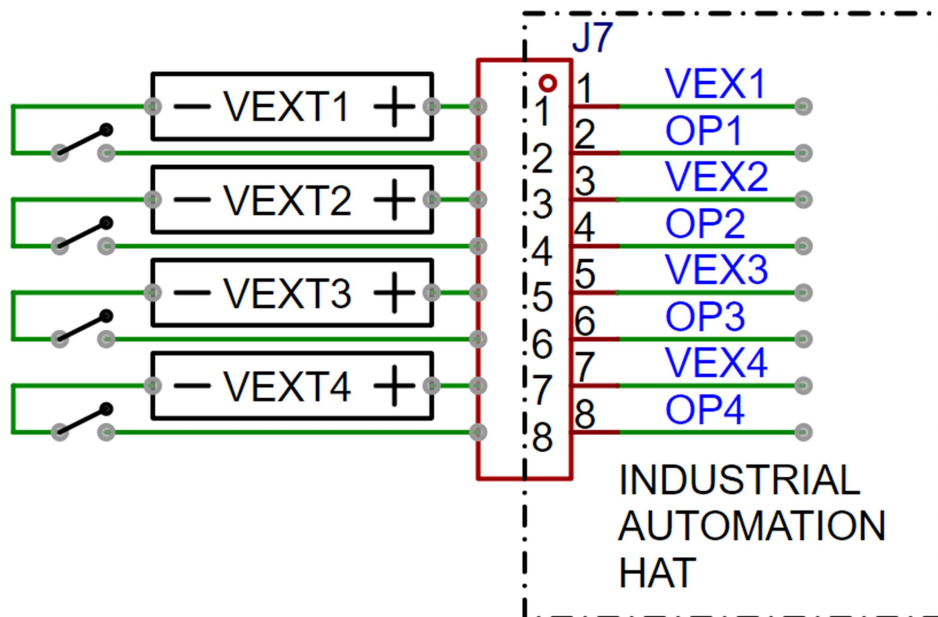 J7
− VEXT1 +
1
1
VEX1
2
2
OP1
− VEXT2 +
3
3
VEX2
4
4
OP2
− VEXT3 +
5
5
VEX3
6
6
OP3
− VEXT4 +
7
7
VEX4
8
8
OP4
INDUSTRIAL
AUTOMATION
HAT